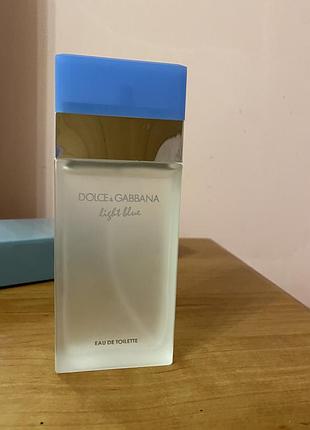 DOLCE & GABBANA
light blue
EAU DE TOILETTE